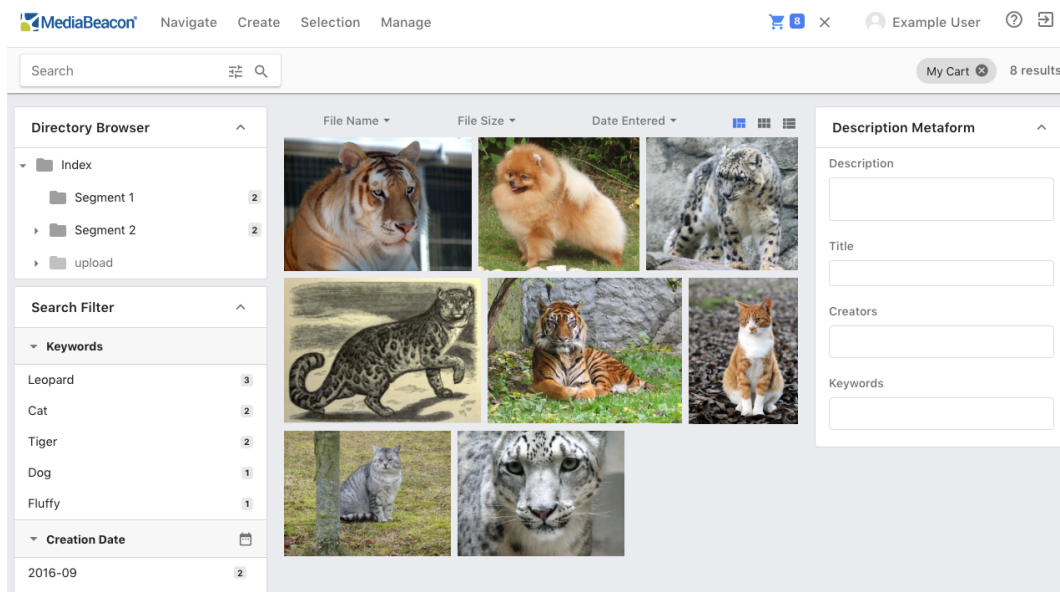 MediaBeacon® Navigate Create Selection Manage 8 Example User
Search
My Cart 8 results
Directory Browser
Index
Segment 1 2
Segment 2 2
upload
Search Filter
Keywords
Leopard 3
Cat 2
Tiger 2
Dog 1
Fluffy 1
Creation Date
2016-09 2
File Name File Size Date Entered
Description Metaform
Description
Title
Creators
Keywords